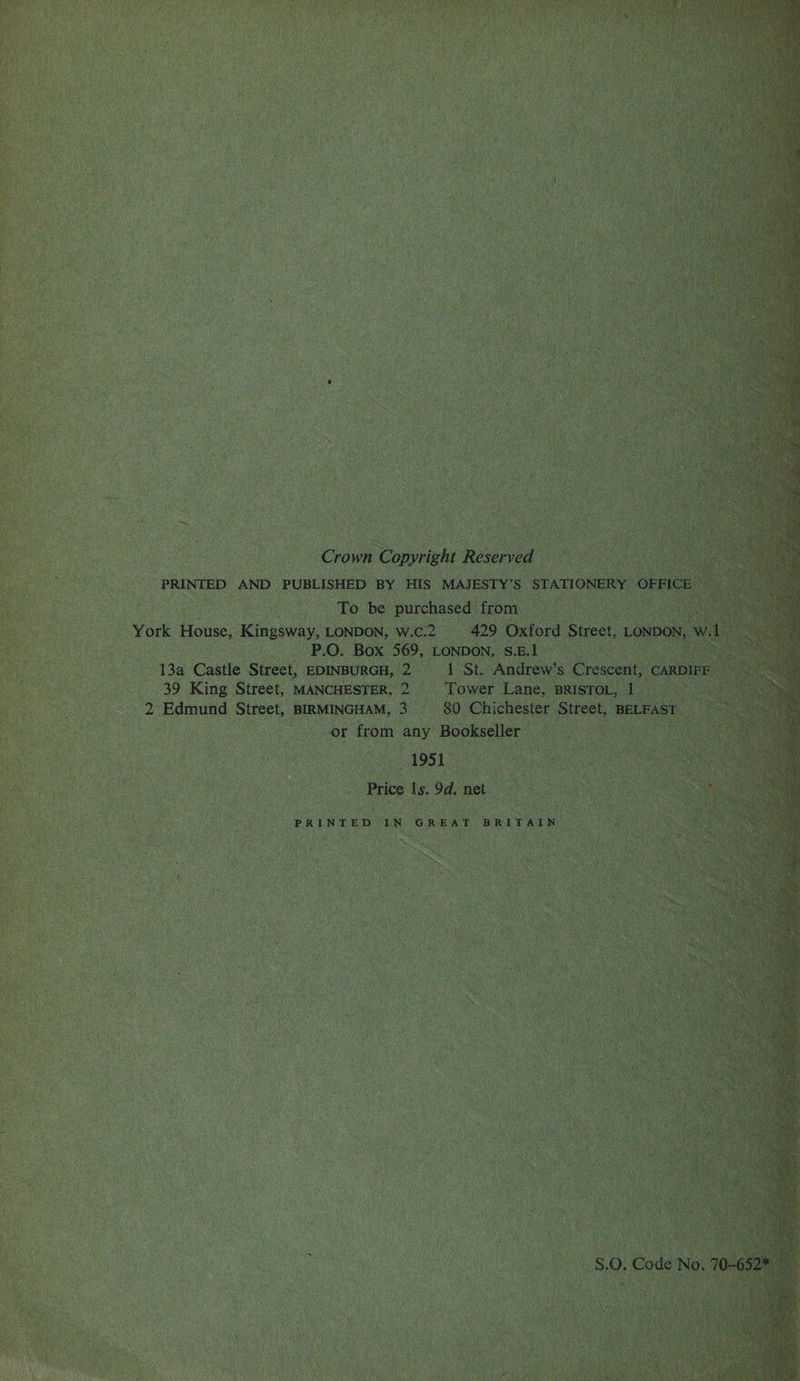 Crown Copyright Reserved
PRINTED AND PUBLISHED BY HIS MAJESTY'S STATIONERY OFFICE
To be purchased from
York House, Kingsway, LONDON, W.C.2 429 Oxford Street, LONDON, W.1
P.O. Box 569, LONDON, S.E.1
13a Castle Street, EDINBURGH, 2 1 St. Andrew's Crescent, CARDIFF
39 King Street, MANCHESTER, 2 Tower Lane, BRISTOL, 1
2 Edmund Street, BIRMINGHAM, 3 80 Chichester Street, BELFAST
or from any Bookseller
1951
Price 1s. 9d. net
PRINTED IN GREAT BRITAIN
S.O. Code No. 70-652*